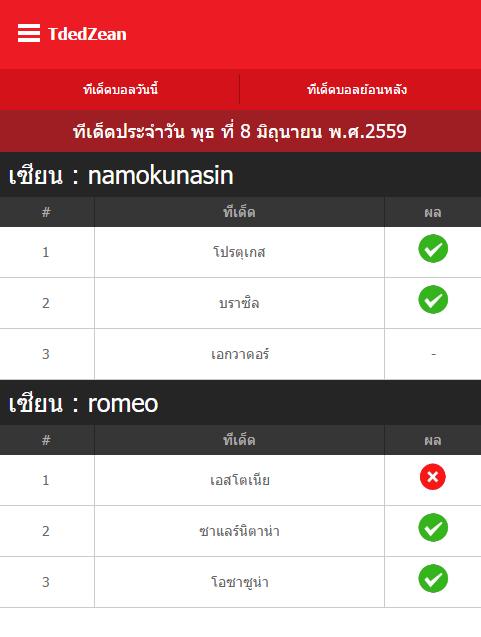 TdedZean
ทีเด็ดบอลวันนี้ ทีเด็ดบอลย้อนหลัง
ทีเด็ดประจำวัน พุธ ที่ 8 มิถุนายน พ.ศ.2559
เซียน : namokunasin
# ทีเด็ด ผล
1 โปรตุเกส
2 บราซิล
3 เอกวาดอร์ -
เซียน : romeo
# ทีเด็ด ผล
1 เอสโตเนีย
2 ซาแลร์นิตาน่า
3 โอซาซูน่า